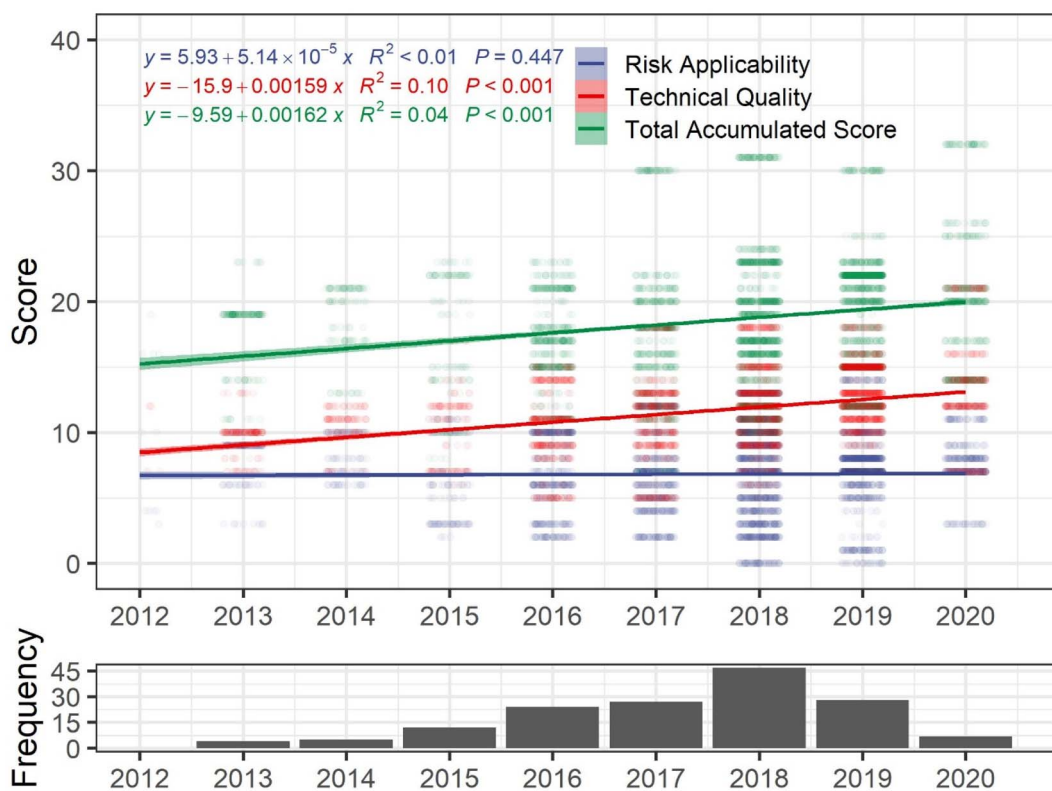 40
y = 5.93 + 5.14 × 10⁻⁵ x R² < 0.01 P = 0.447
y = −15.9 + 0.00159 x R² = 0.10 P < 0.001
y = −9.59 + 0.00162 x R² = 0.04 P < 0.001
Risk Applicability
Technical Quality
Total Accumulated Score
30
20
10
0
Score
2012 2013 2014 2015 2016 2017 2018 2019 2020
45
30
15
0
Frequency
2012 2013 2014 2015 2016 2017 2018 2019 2020